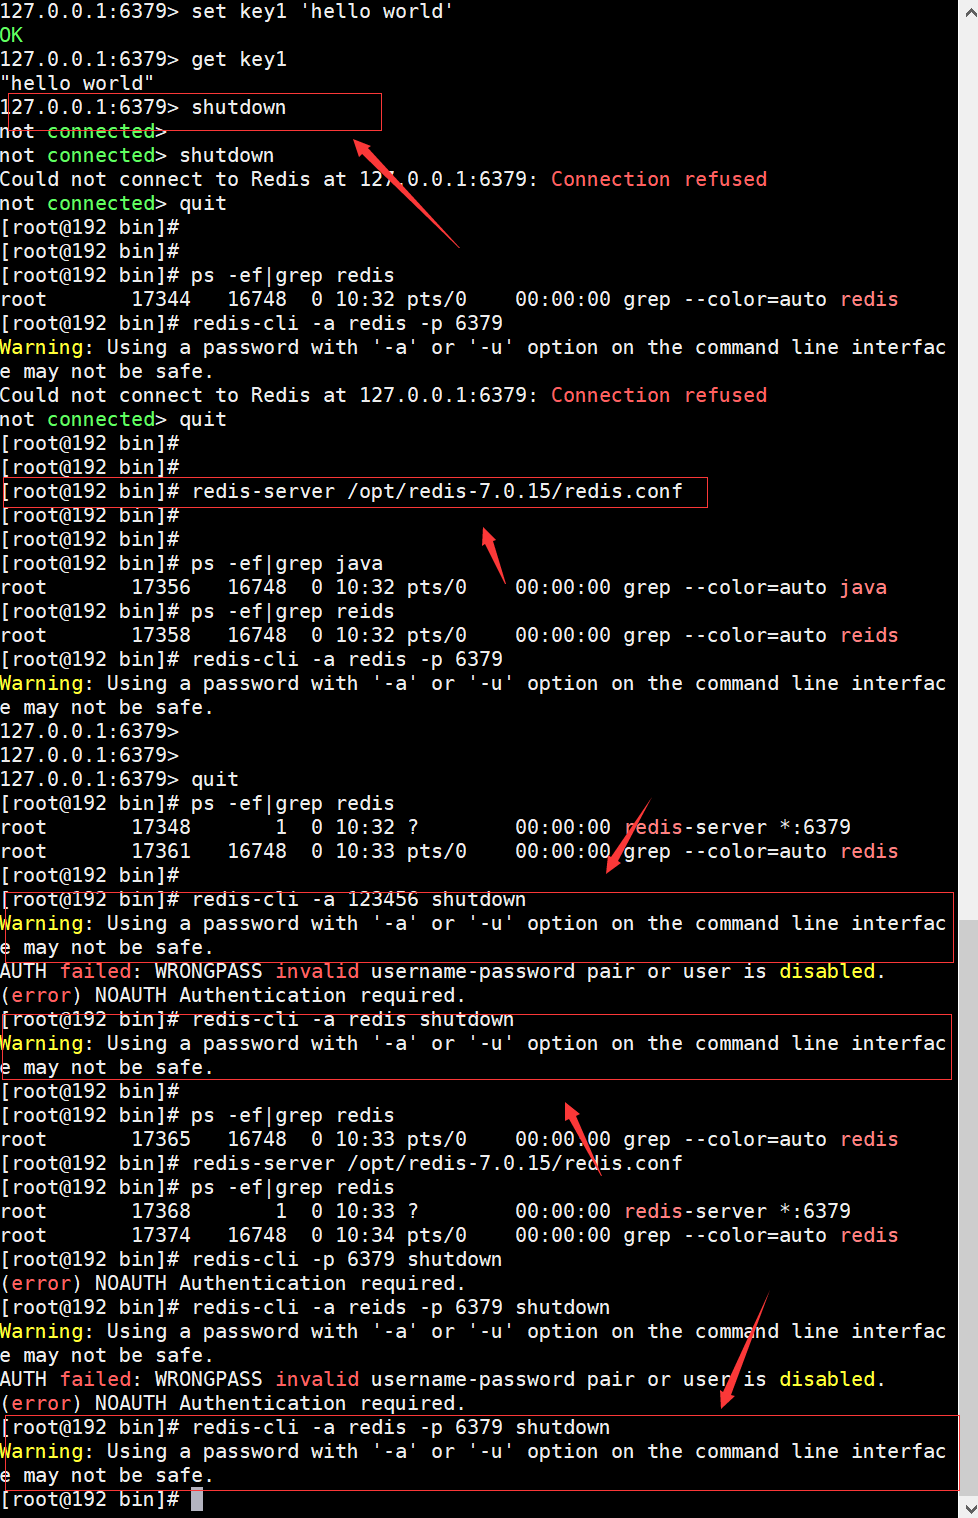 127.0.0.1:6379> set key1 'hello world'
OK
127.0.0.1:6379> get key1
"hello world"
127.0.0.1:6379> shutdown
not connected>
not connected> shutdown
Could not connect to Redis at 127.0.0.1:6379: Connection refused
not connected> quit
[root@192 bin]#
[root@192 bin]#
[root@192 bin]# ps -ef|grep redis
root       17344   16748  0 10:32 pts/0    00:00:00 grep --color=auto redis
[root@192 bin]# redis-cli -a redis -p 6379
Warning: Using a password with '-a' or '-u' option on the command line interfac
e may not be safe.
Could not connect to Redis at 127.0.0.1:6379: Connection refused
not connected> quit
[root@192 bin]#
[root@192 bin]#
[root@192 bin]# redis-server /opt/redis-7.0.15/redis.conf
[root@192 bin]#
[root@192 bin]#
[root@192 bin]# ps -ef|grep java
root       17356   16748  0 10:32 pts/0    00:00:00 grep --color=auto java
[root@192 bin]# ps -ef|grep reids
root       17358   16748  0 10:32 pts/0    00:00:00 grep --color=auto reids
[root@192 bin]# redis-cli -a redis -p 6379
Warning: Using a password with '-a' or '-u' option on the command line interfac
e may not be safe.
127.0.0.1:6379>
127.0.0.1:6379>
127.0.0.1:6379> quit
[root@192 bin]# ps -ef|grep redis
root       17348       1  0 10:32 ?        00:00:00 redis-server *:6379
root       17361   16748  0 10:33 pts/0    00:00:00 grep --color=auto redis
[root@192 bin]#
[root@192 bin]# redis-cli -a 123456 shutdown
Warning: Using a password with '-a' or '-u' option on the command line interfac
e may not be safe.
AUTH failed: WRONGPASS invalid username-password pair or user is disabled.
(error) NOAUTH Authentication required.
[root@192 bin]# redis-cli -a redis shutdown
Warning: Using a password with '-a' or '-u' option on the command line interfac
e may not be safe.
[root@192 bin]#
[root@192 bin]# ps -ef|grep redis
root       17365   16748  0 10:33 pts/0    00:00:00 grep --color=auto redis
[root@192 bin]# redis-server /opt/redis-7.0.15/redis.conf
[root@192 bin]# ps -ef|grep redis
root       17368       1  0 10:33 ?        00:00:00 redis-server *:6379
root       17374   16748  0 10:34 pts/0    00:00:00 grep --color=auto redis
[root@192 bin]# redis-cli -p 6379 shutdown
(error) NOAUTH Authentication required.
[root@192 bin]# redis-cli -a reids -p 6379 shutdown
Warning: Using a password with '-a' or '-u' option on the command line interfac
e may not be safe.
AUTH failed: WRONGPASS invalid username-password pair or user is disabled.
(error) NOAUTH Authentication required.
[root@192 bin]# redis-cli -a redis -p 6379 shutdown
Warning: Using a password with '-a' or '-u' option on the command line interfac
e may not be safe.
[root@192 bin]#